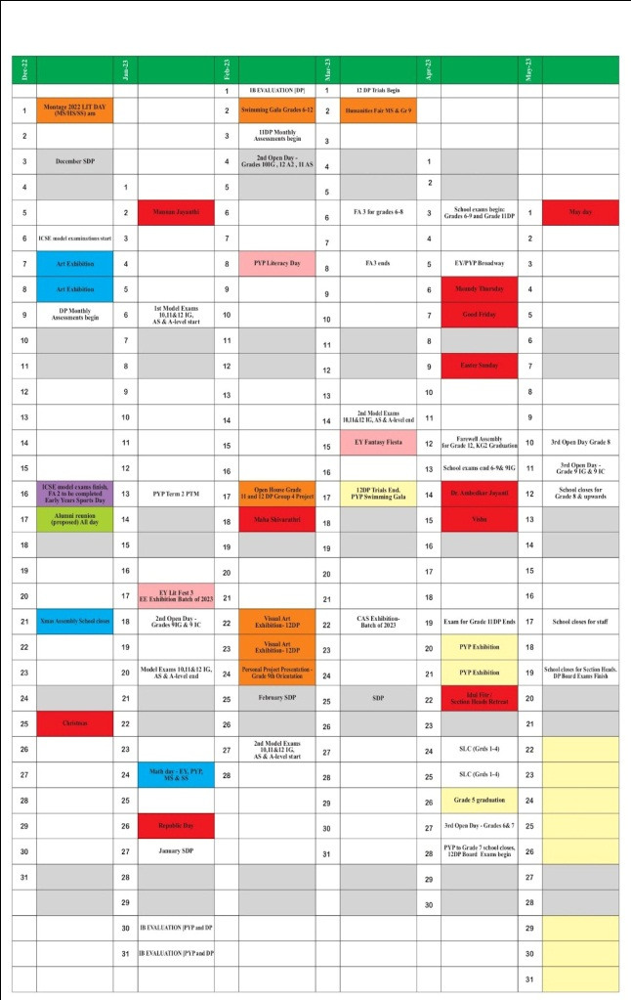 Dec-22
Jan-23
Feb-23
Mar-23
Apr-23
May-23
1
IB EVALUATION [DP]
1
12 DP Trials Begin
1
Montage 2022 LIT DAY
(MS/HS/SS) am
2
Swimming Gala Grades 6-12
2
Humanities Fair MS & Gr 9
2
3
11DP Monthly
Assessments begin
3
3
December SDP
4
2nd Open Day -
Grades 10IG , 12 A2 , 11 AS
4
1
4
1
5
5
2
5
2
Mannan Jayanthi
6
6
FA 3 for grades 6-8
3
School exams begin:
Grades 6-9 and Grade 11DP
1
May day
6
ICSE model examinations start
3
7
7
4
2
7
Art Exhibition
4
8
PYP Literacy Day
8
FA3 ends
5
EY/PYP Broadway
3
8
Art Exhibition
5
9
9
6
Maundy Thursday
4
9
DP Monthly
Assessments begin
6
1st Model Exams
10,11&12 IG,
AS & A-level start
10
10
7
Good Friday
5
10
7
11
11
8
6
11
8
12
12
9
Easter Sunday
7
12
9
13
13
10
8
13
10
14
14
2nd Model Exams
10,11&12 IG, AS & A-level end
11
9
14
11
15
15
EY Fantasy Fiesta
12
Farewell Assembly
for Grade 12, KG2 Graduation
10
3rd Open Day Grade 8
15
12
16
16
13
School exams end 6-9& 9IG
11
3rd Open Day -
Grade 9 IG & 9 IC
16
ICSE model exams finish,
FA 2 to be completed
Early Years Sports Day
13
PYP Term 2 PTM
17
Open House Grade
11 and 12 DP Group 4 Project
17
12DP Trials End,
PYP Swimming Gala
14
Dr. Ambedkar Jayanti
12
School closes for
Grade 8 & upwards
17
Alumni reunion
(proposed) All day
14
18
Maha Shivarathri
18
15
Vishu
13
18
15
19
19
16
14
19
16
20
20
17
15
20
17
EY Lit Fest 3
EE Exhibition Batch of 2023
21
21
18
16
21
Xmas Assembly School closes
18
2nd Open Day -
Grades 9IG & 9 IC
22
Visual Art
Exhibition- 12DP
22
CAS Exhibition-
Batch of 2023
19
Exam for Grade 11DP Ends
17
School closes for staff
22
19
23
Visual Art
Exhibition- 12DP
23
20
PYP Exhibition
18
23
20
Model Exams 10,11&12 IG,
AS & A-level end
24
Personal Project Presentation -
Grade 9th Orientation
24
21
PYP Exhibition
19
School closes for Section Heads,
DP Board Exams Finish
24
21
25
February SDP
25
SDP
22
Idul Fitr /
Section Heads Retreat
20
25
Christmas
22
26
26
23
21
26
23
27
2nd Model Exams
10,11&12 IG,
AS & A-level start
27
24
SLC (Grds 1-4)
22
27
24
Math day - EY, PYP,
MS & SS
28
28
25
SLC (Grds 1-4)
23
28
25
29
26
Grade 5 graduation
24
29
26
Republic Day
30
27
3rd Open Day - Grades 6& 7
25
30
27
January SDP
31
28
PYP to Grade 7 school closes,
12DP Board Exams begin
26
31
28
29
27
29
30
28
30
IB EVALUATION [PYP and DP
29
31
IB EVALUATION [PYP and DP
30
31